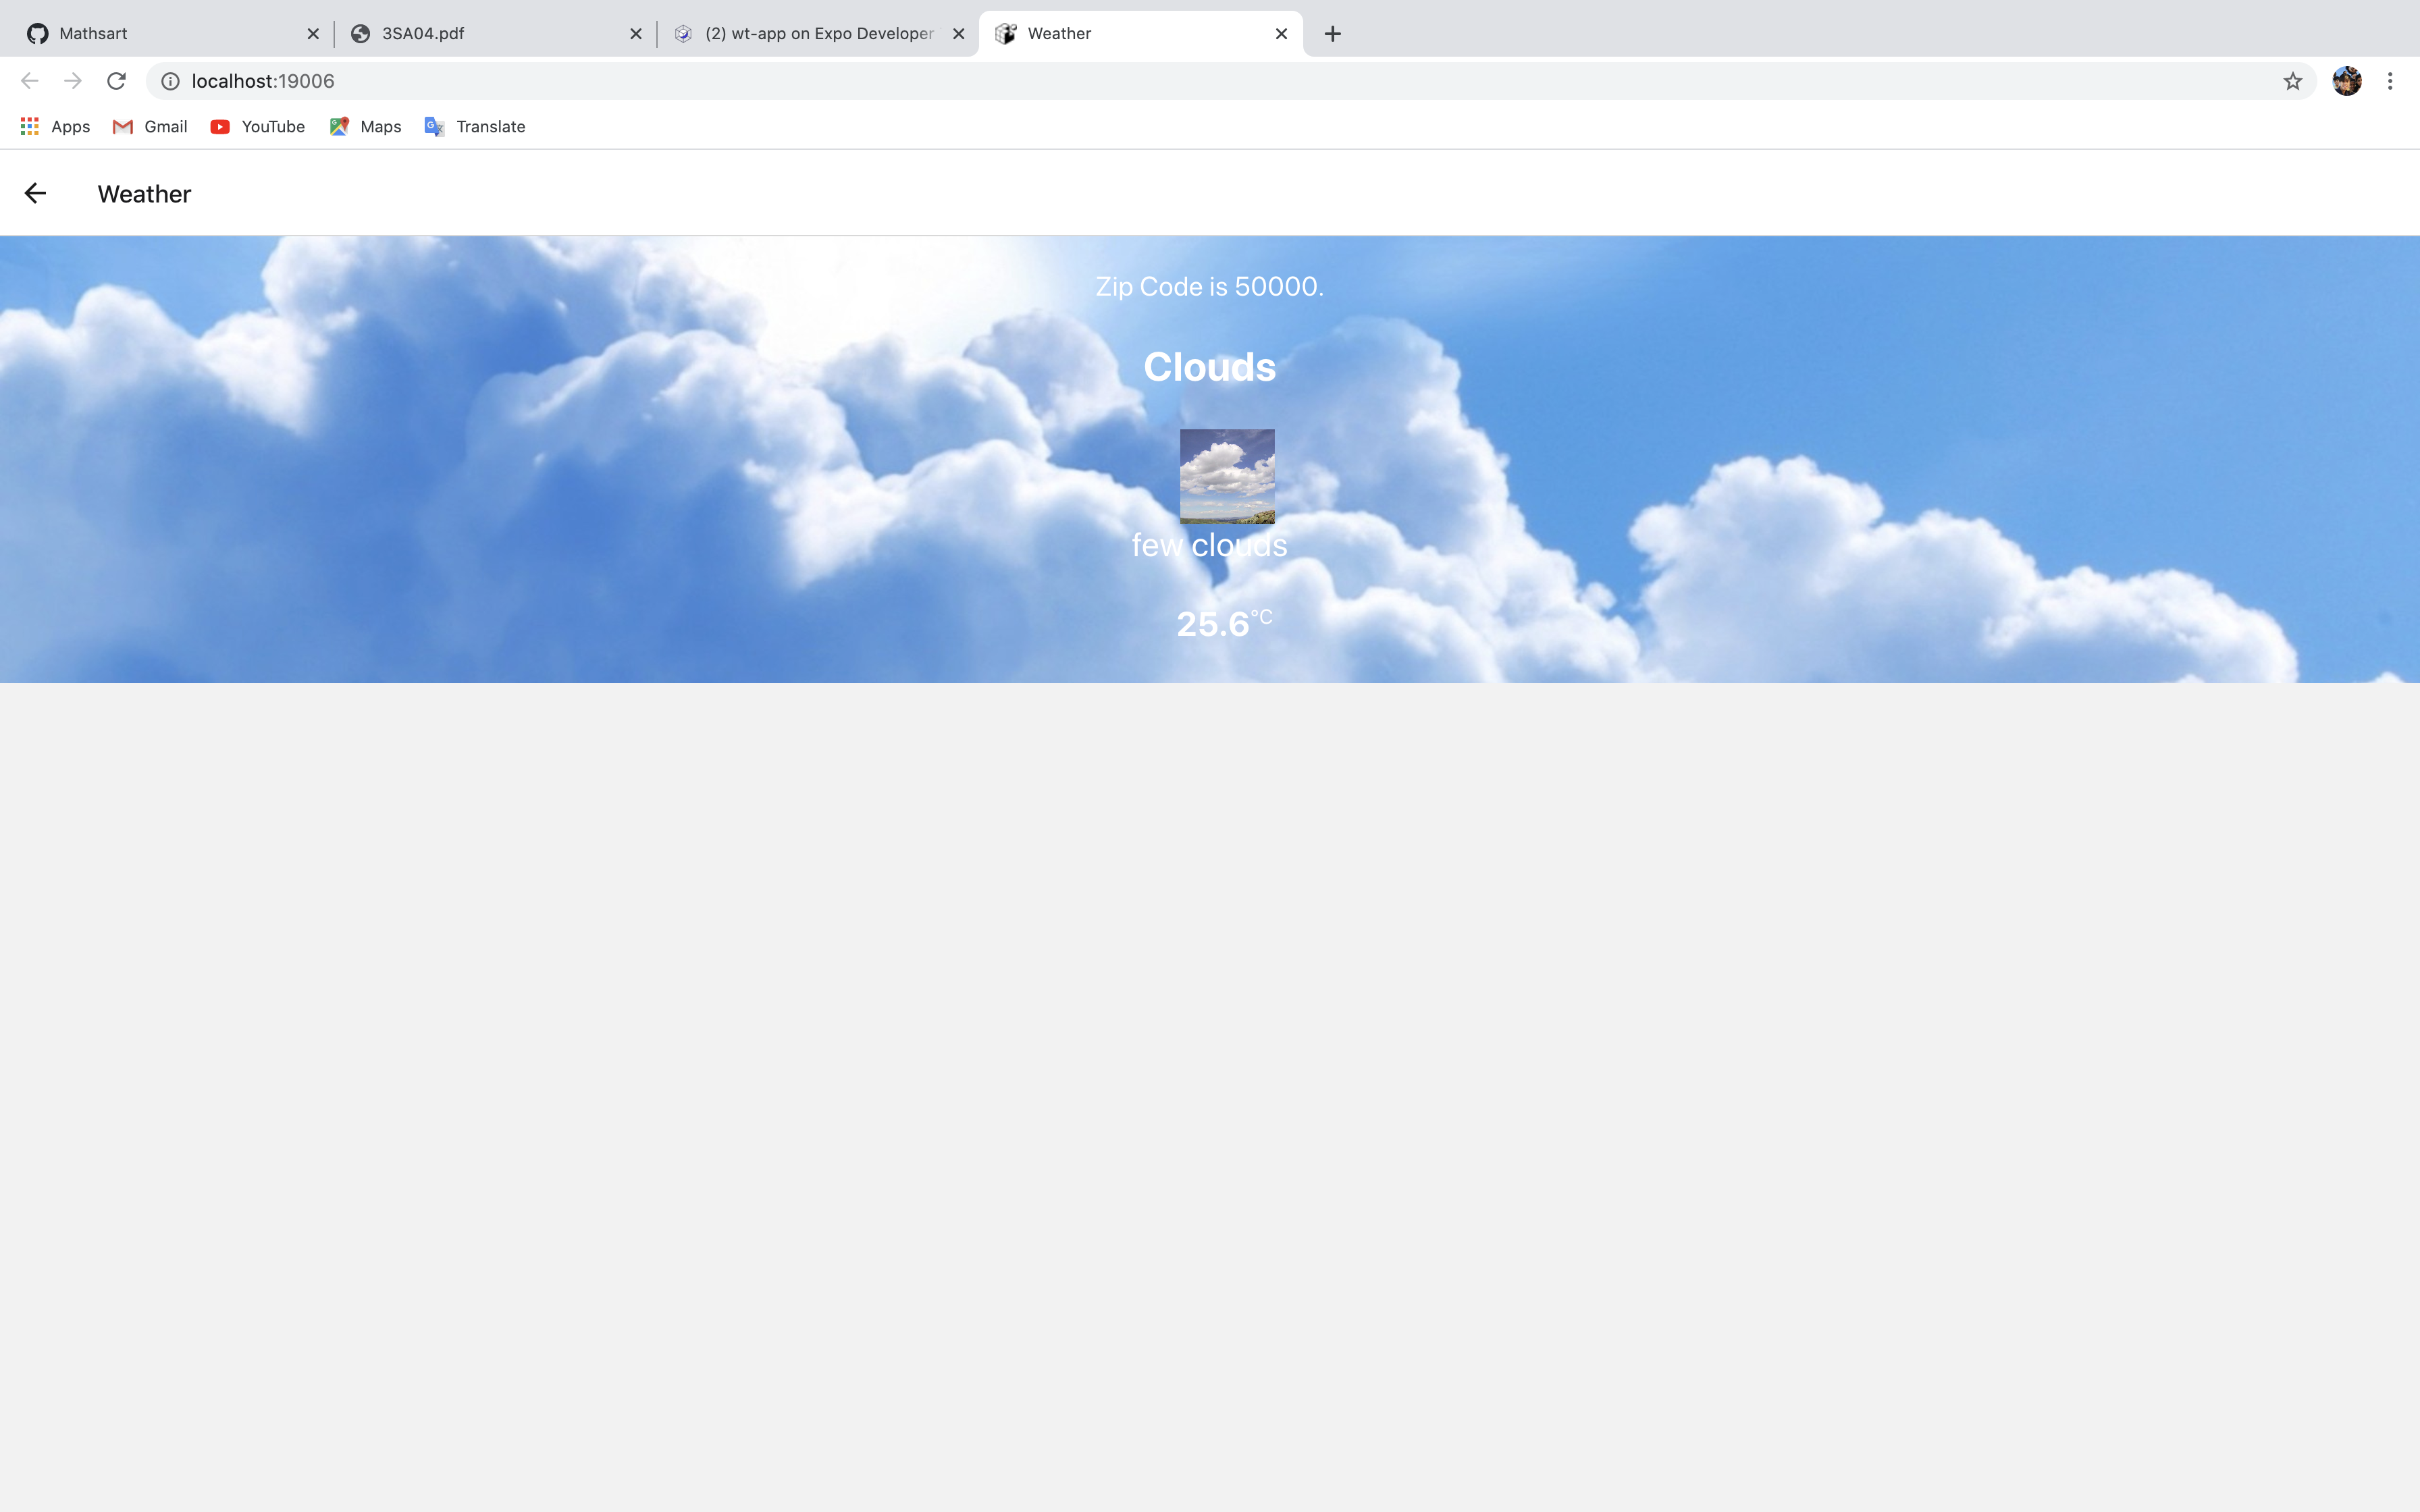 Mathsart
3SA04.pdf
(2) wt-app on Expo Developer
Weather
localhost:19006
Apps
Gmail
YouTube
Maps
Translate
Weather
Zip Code is 50000.
Clouds
few clouds
25.6°C